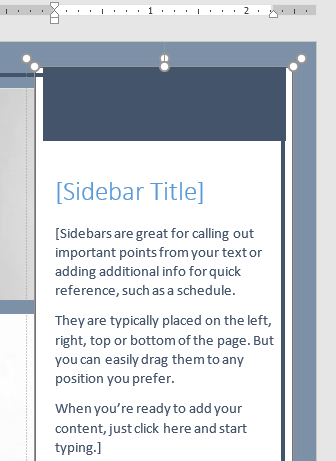 1 2
[Sidebar Title]
[Sidebars are great for calling out
important points from your text or
adding additional info for quick
reference, such as a schedule.
They are typically placed on the left,
right, top or bottom of the page. But
you can easily drag them to any
position you prefer.
When you’re ready to add your
content, just click here and start
typing.]